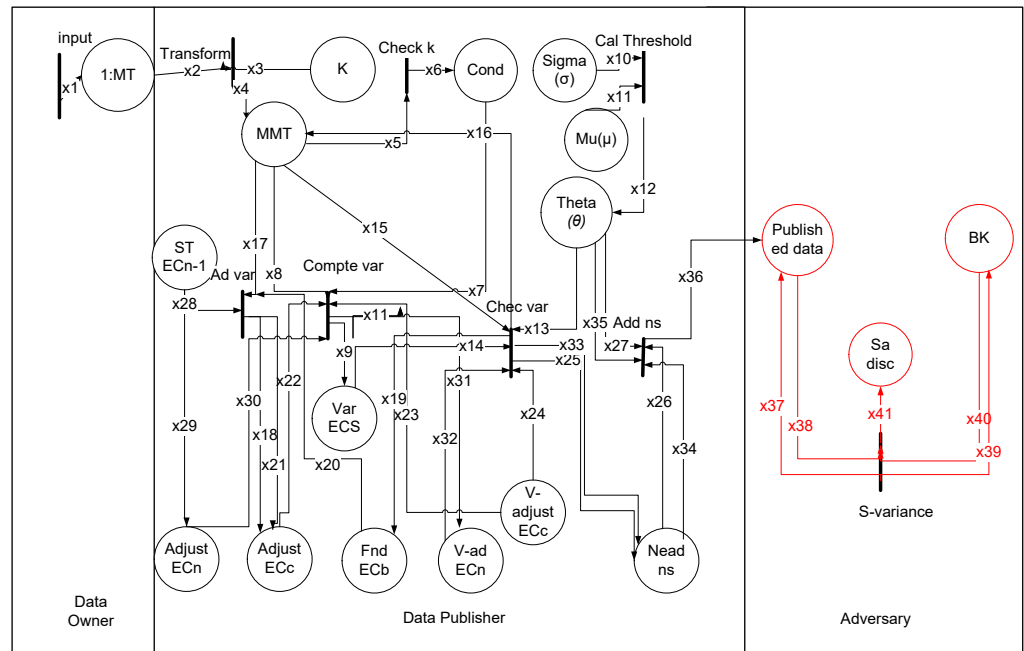 input
x1
1:MT
x2
Transform
x3
x4
K
Check k
x6
Cond
Sigma
(σ)
x10
Cal Threshold
x11
Mu(μ)
MMT
x5
x16
x12
Theta
(θ)
x15
x17
x8
ST
ECn-1
Ad var
Compte var
x7
x28
x11
Chec var
x13
x35
Add ns
x36
x9
x14
x33
x27
x25
x22
x18
x30
x29
x21
x20
Var
ECS
x19
x23
x31
x32
x24
x26
x34
V-
adjust
ECc
Adjust
ECn
Adjust
ECc
Fnd
ECb
V-ad
ECn
Nead
ns
Publish
ed data
BK
Sa
disc
x37
x38
x41
x40
x39
S-variance
Data
Owner
Data Publisher
Adversary